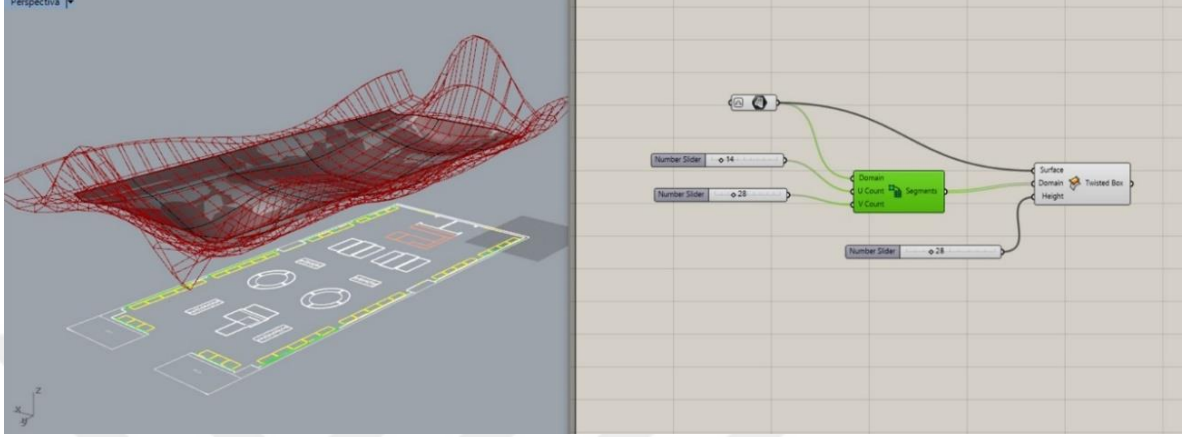 Perspectiva
Number Slider 14
Number Slider 28
Domain
U Count Segments
V Count
Surface
Domain Twisted Box
Height
Number Slider 28
z
x
y